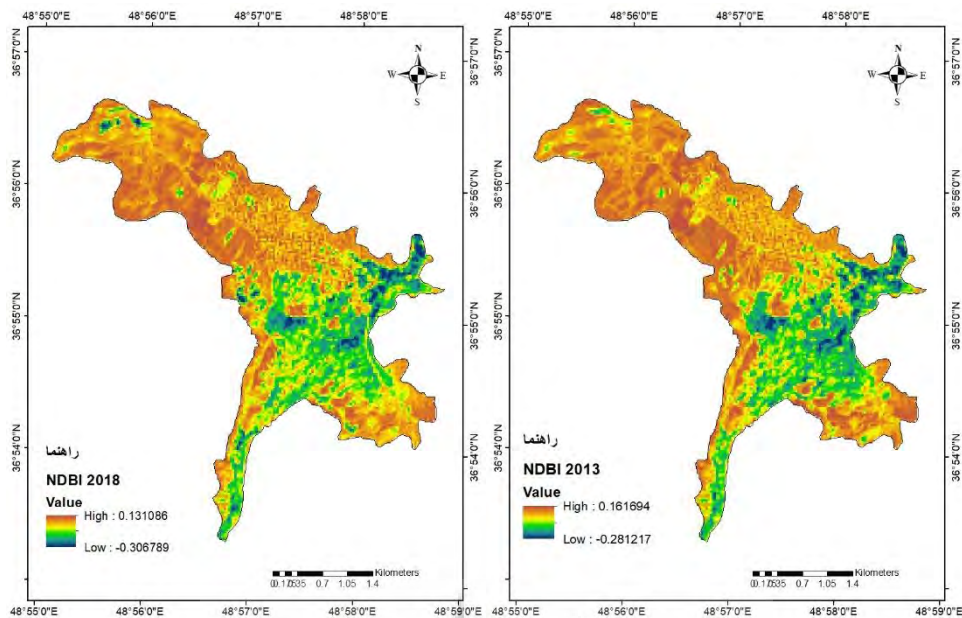 48°55'0"E 48°56'0"E 48°57'0"E 48°58'0"E
36°57'0"N
36°56'0"N
36°55'0"N
36°54'0"N
N
W E
S
راهنما
NDBI 2018
Value
High : 0.131086
Low : -0.306789
Kilometers
0.7 1.05 1.4
36°57'0"N
36°56'0"N
36°55'0"N
36°54'0"N
48°55'0"E 48°56'0"E 48°57'0"E 48°58'0"E 48°59'0"E
48°55'0"E 48°56'0"E 48°57'0"E 48°58'0"E
36°57'0"N
36°56'0"N
36°55'0"N
36°54'0"N
N
W E
S
راهنما
NDBI 2013
Value
High : 0.161694
Low : -0.281217
Kilometers
0.7 1.05 1.4
36°57'0"N
36°56'0"N
36°55'0"N
36°54'0"N
48°55'0"E 48°56'0"E 48°57'0"E 48°58'0"E 48°59'0"E